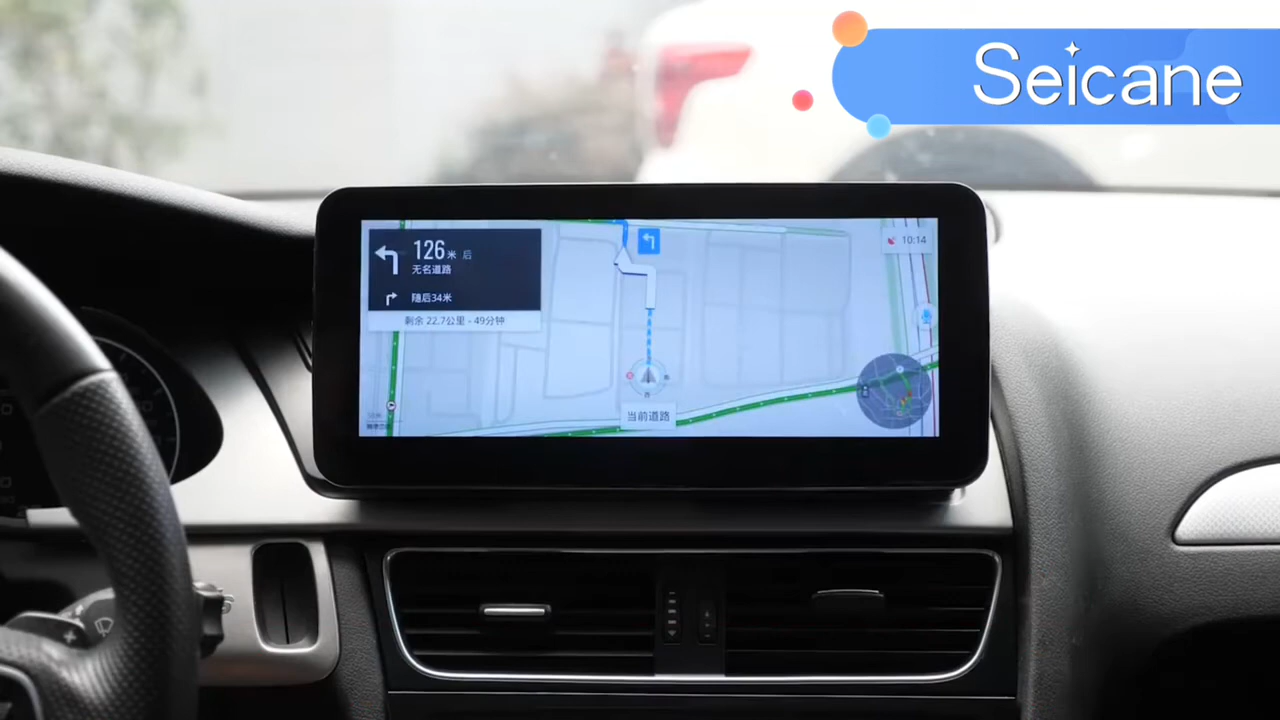 Seicane
126米 后
无名道路
随后34米
剩余 22.7公里 - 49分钟
10:14
当前道路